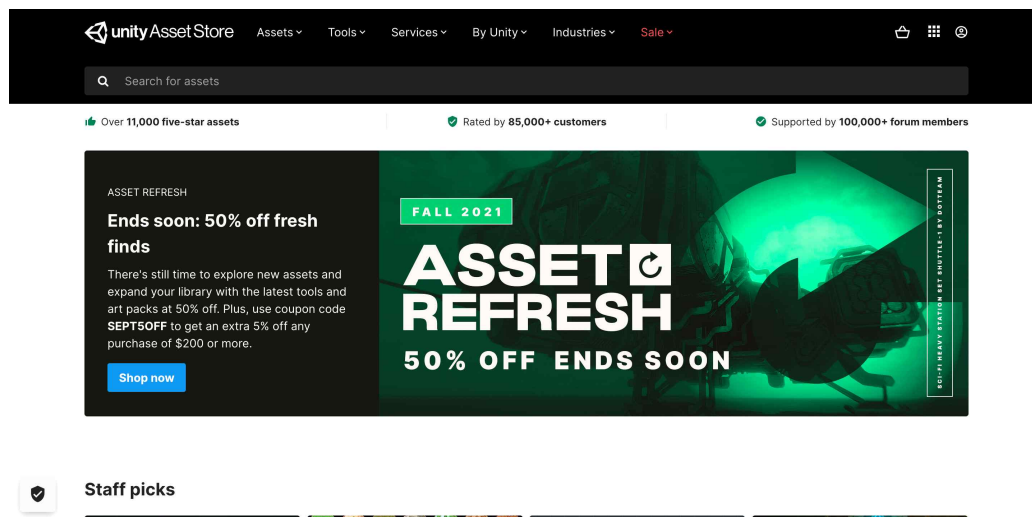 unity Asset Store
Assets
Tools
Services
By Unity
Industries
Sale
Search for assets
Over 11,000 five-star assets
Rated by 85,000+ customers
Supported by 100,000+ forum members
ASSET REFRESH
Ends soon: 50% off fresh
finds
There's still time to explore new assets and
expand your library with the latest tools and
art packs at 50% off. Plus, use coupon code
SEPT5OFF to get an extra 5% off any
purchase of $200 or more.
Shop now
FALL 2021
ASSET
REFRESH
50% OFF ENDS SOON
SCI-FI HEAVY STATION SET SHUTTLE-1 BY DOTTEAM
Staff picks